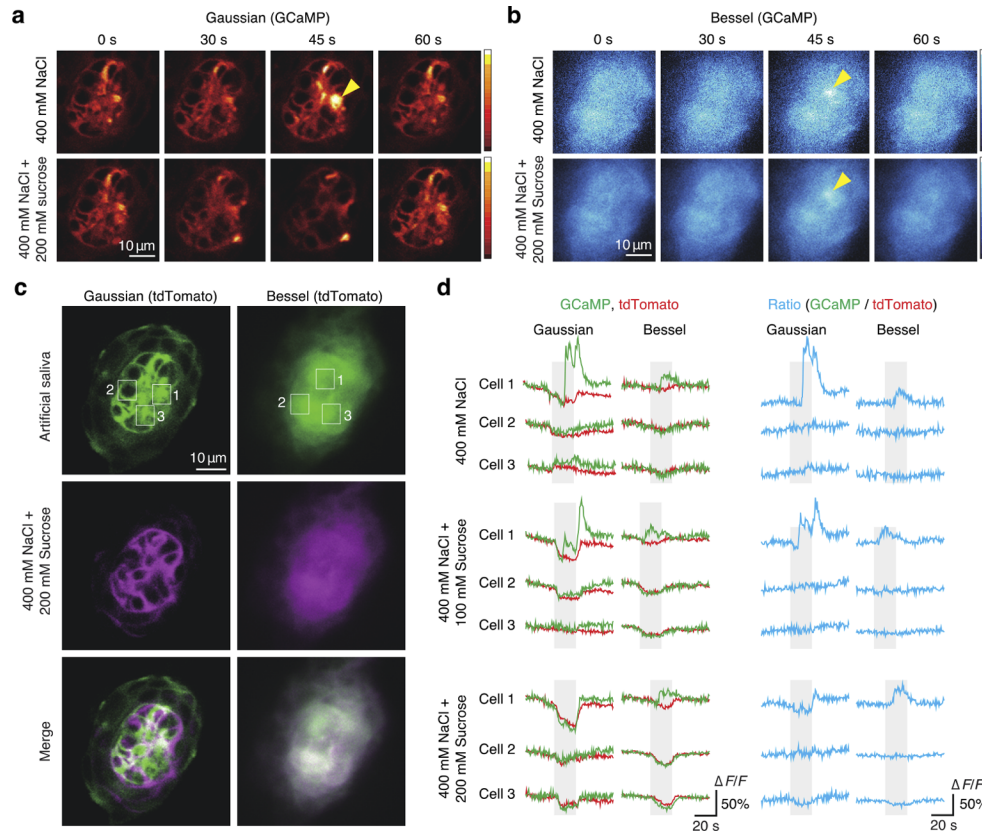 a
Gaussian (GCaMP)
0 s 30 s 45 s 60 s
400 mM NaCl
400 mM NaCl +
200 mM sucrose
10 µm
b
Bessel (GCaMP)
0 s 30 s 45 s 60 s
400 mM NaCl
400 mM NaCl +
200 mM Sucrose
10 µm
c
Gaussian (tdTomato) Bessel (tdTomato)
Artificial saliva
2 1
3
10 µm
1
2
3
400 mM NaCl +
200 mM Sucrose
Merge
d
GCaMP, tdTomato
Ratio (GCaMP / tdTomato)
Gaussian Bessel Gaussian Bessel
400 mM NaCl
Cell 1
Cell 2
Cell 3
400 mM NaCl +
100 mM Sucrose
Cell 1
Cell 2
Cell 3
400 mM NaCl +
200 mM Sucrose
Cell 1
Cell 2
Cell 3
Δ F/F
50%
20 s
Δ F/F
50%
20 s